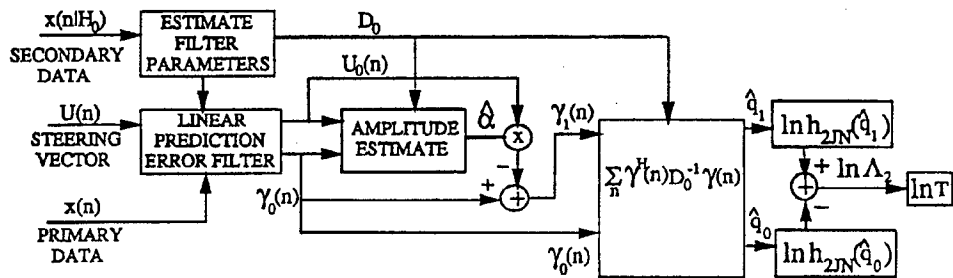 x(n|H₀)
SECONDARY
DATA
ESTIMATE
FILTER
PARAMETERS
D₀
U₀(n)
U(n)
STEERING
VECTOR
LINEAR
PREDICTION
ERROR FILTER
AMPLITUDE
ESTIMATE
α̂
x
−
+
+
γ₁(n)
x(n)
PRIMARY
DATA
γ₀(n)
γ₀(n)
∑ₙ γᴴ(n)D₀⁻¹γ(n)
q̂₁
q̂₀
ln h₂JN(q̂₁)
+
+
−
ln Λ₂
lnT
ln h₂JN(q̂₀)